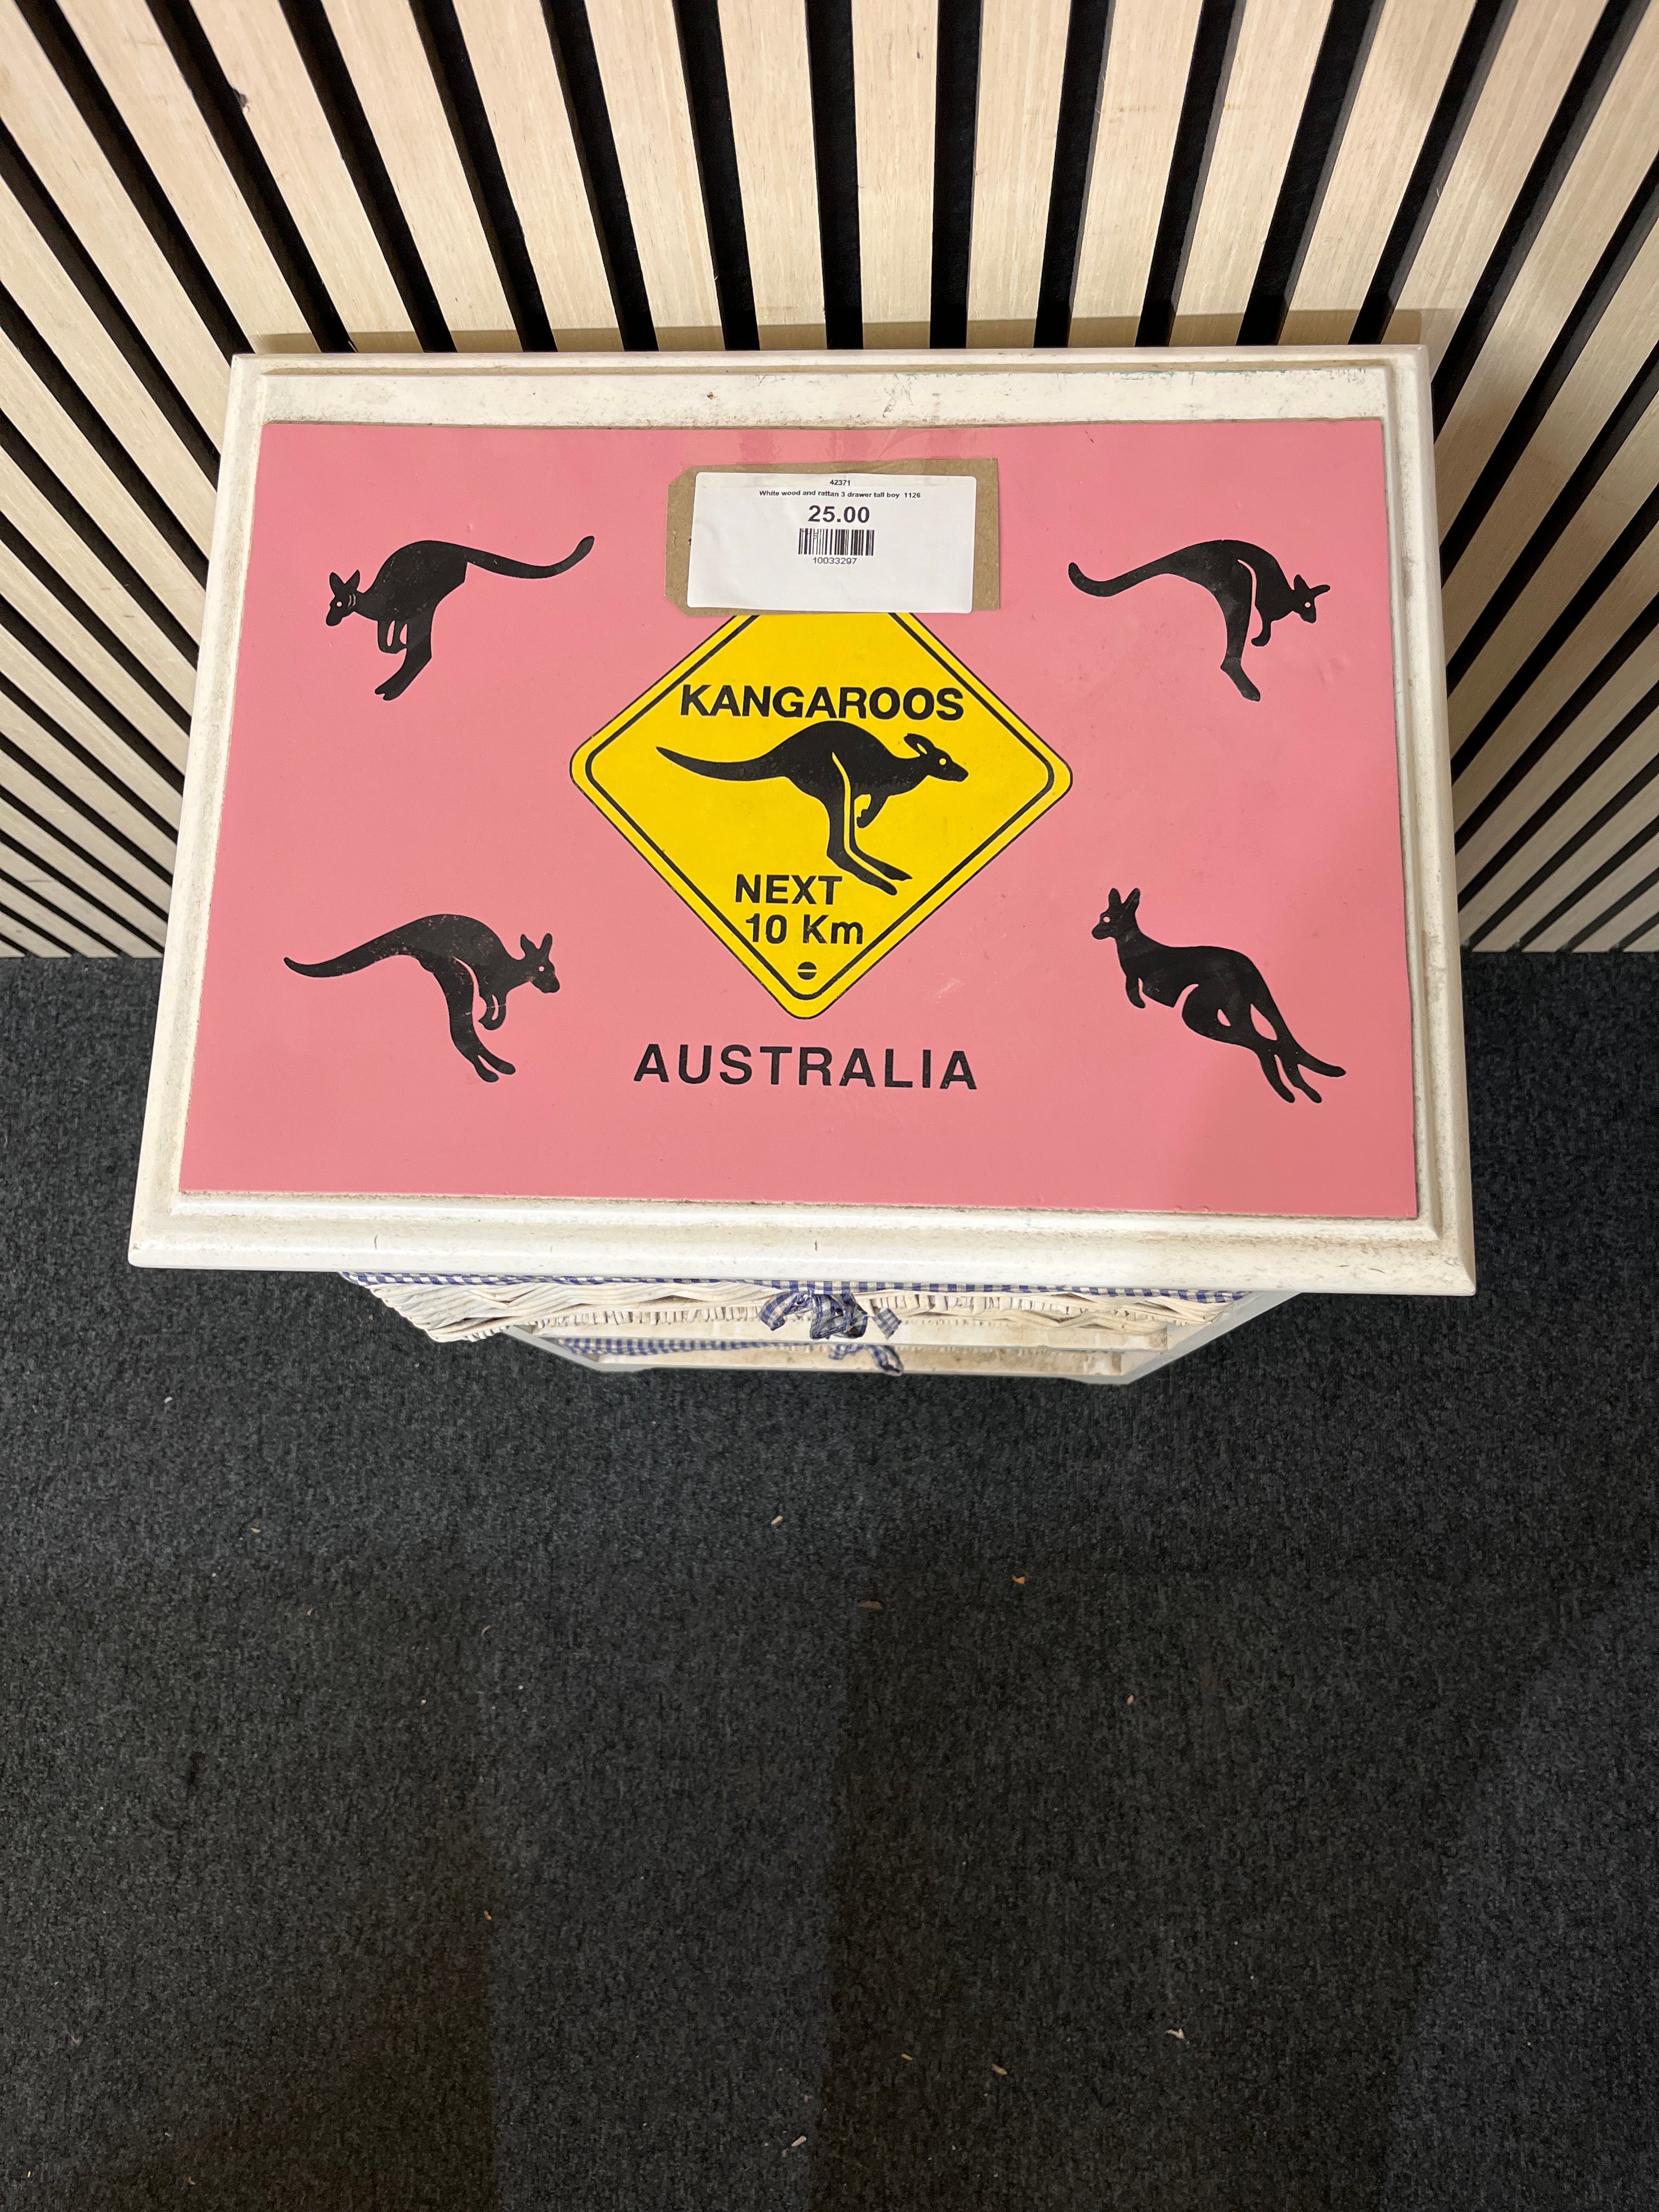 42371
White wood and rattan 3 drawer tall boy 1126
25.00
10033297
KANGAROOS
NEXT
10 Km
AUSTRALIA